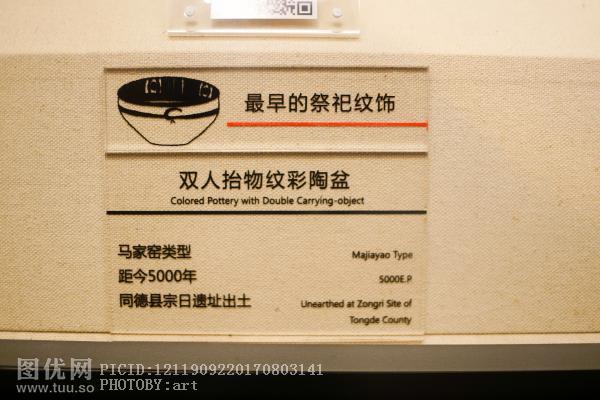 最早的祭祀纹饰
双人抬物纹彩陶盆
Colored Pottery with Double Carrying-object
马家窑类型
Majiayao Type
距今5000年
5000E.P
同德县宗日遗址出土
Unearthed at Zongri Site of
Tongde County
图优网
www.tuu.so
PICID:1211909220170803141
PHOTOBY:art